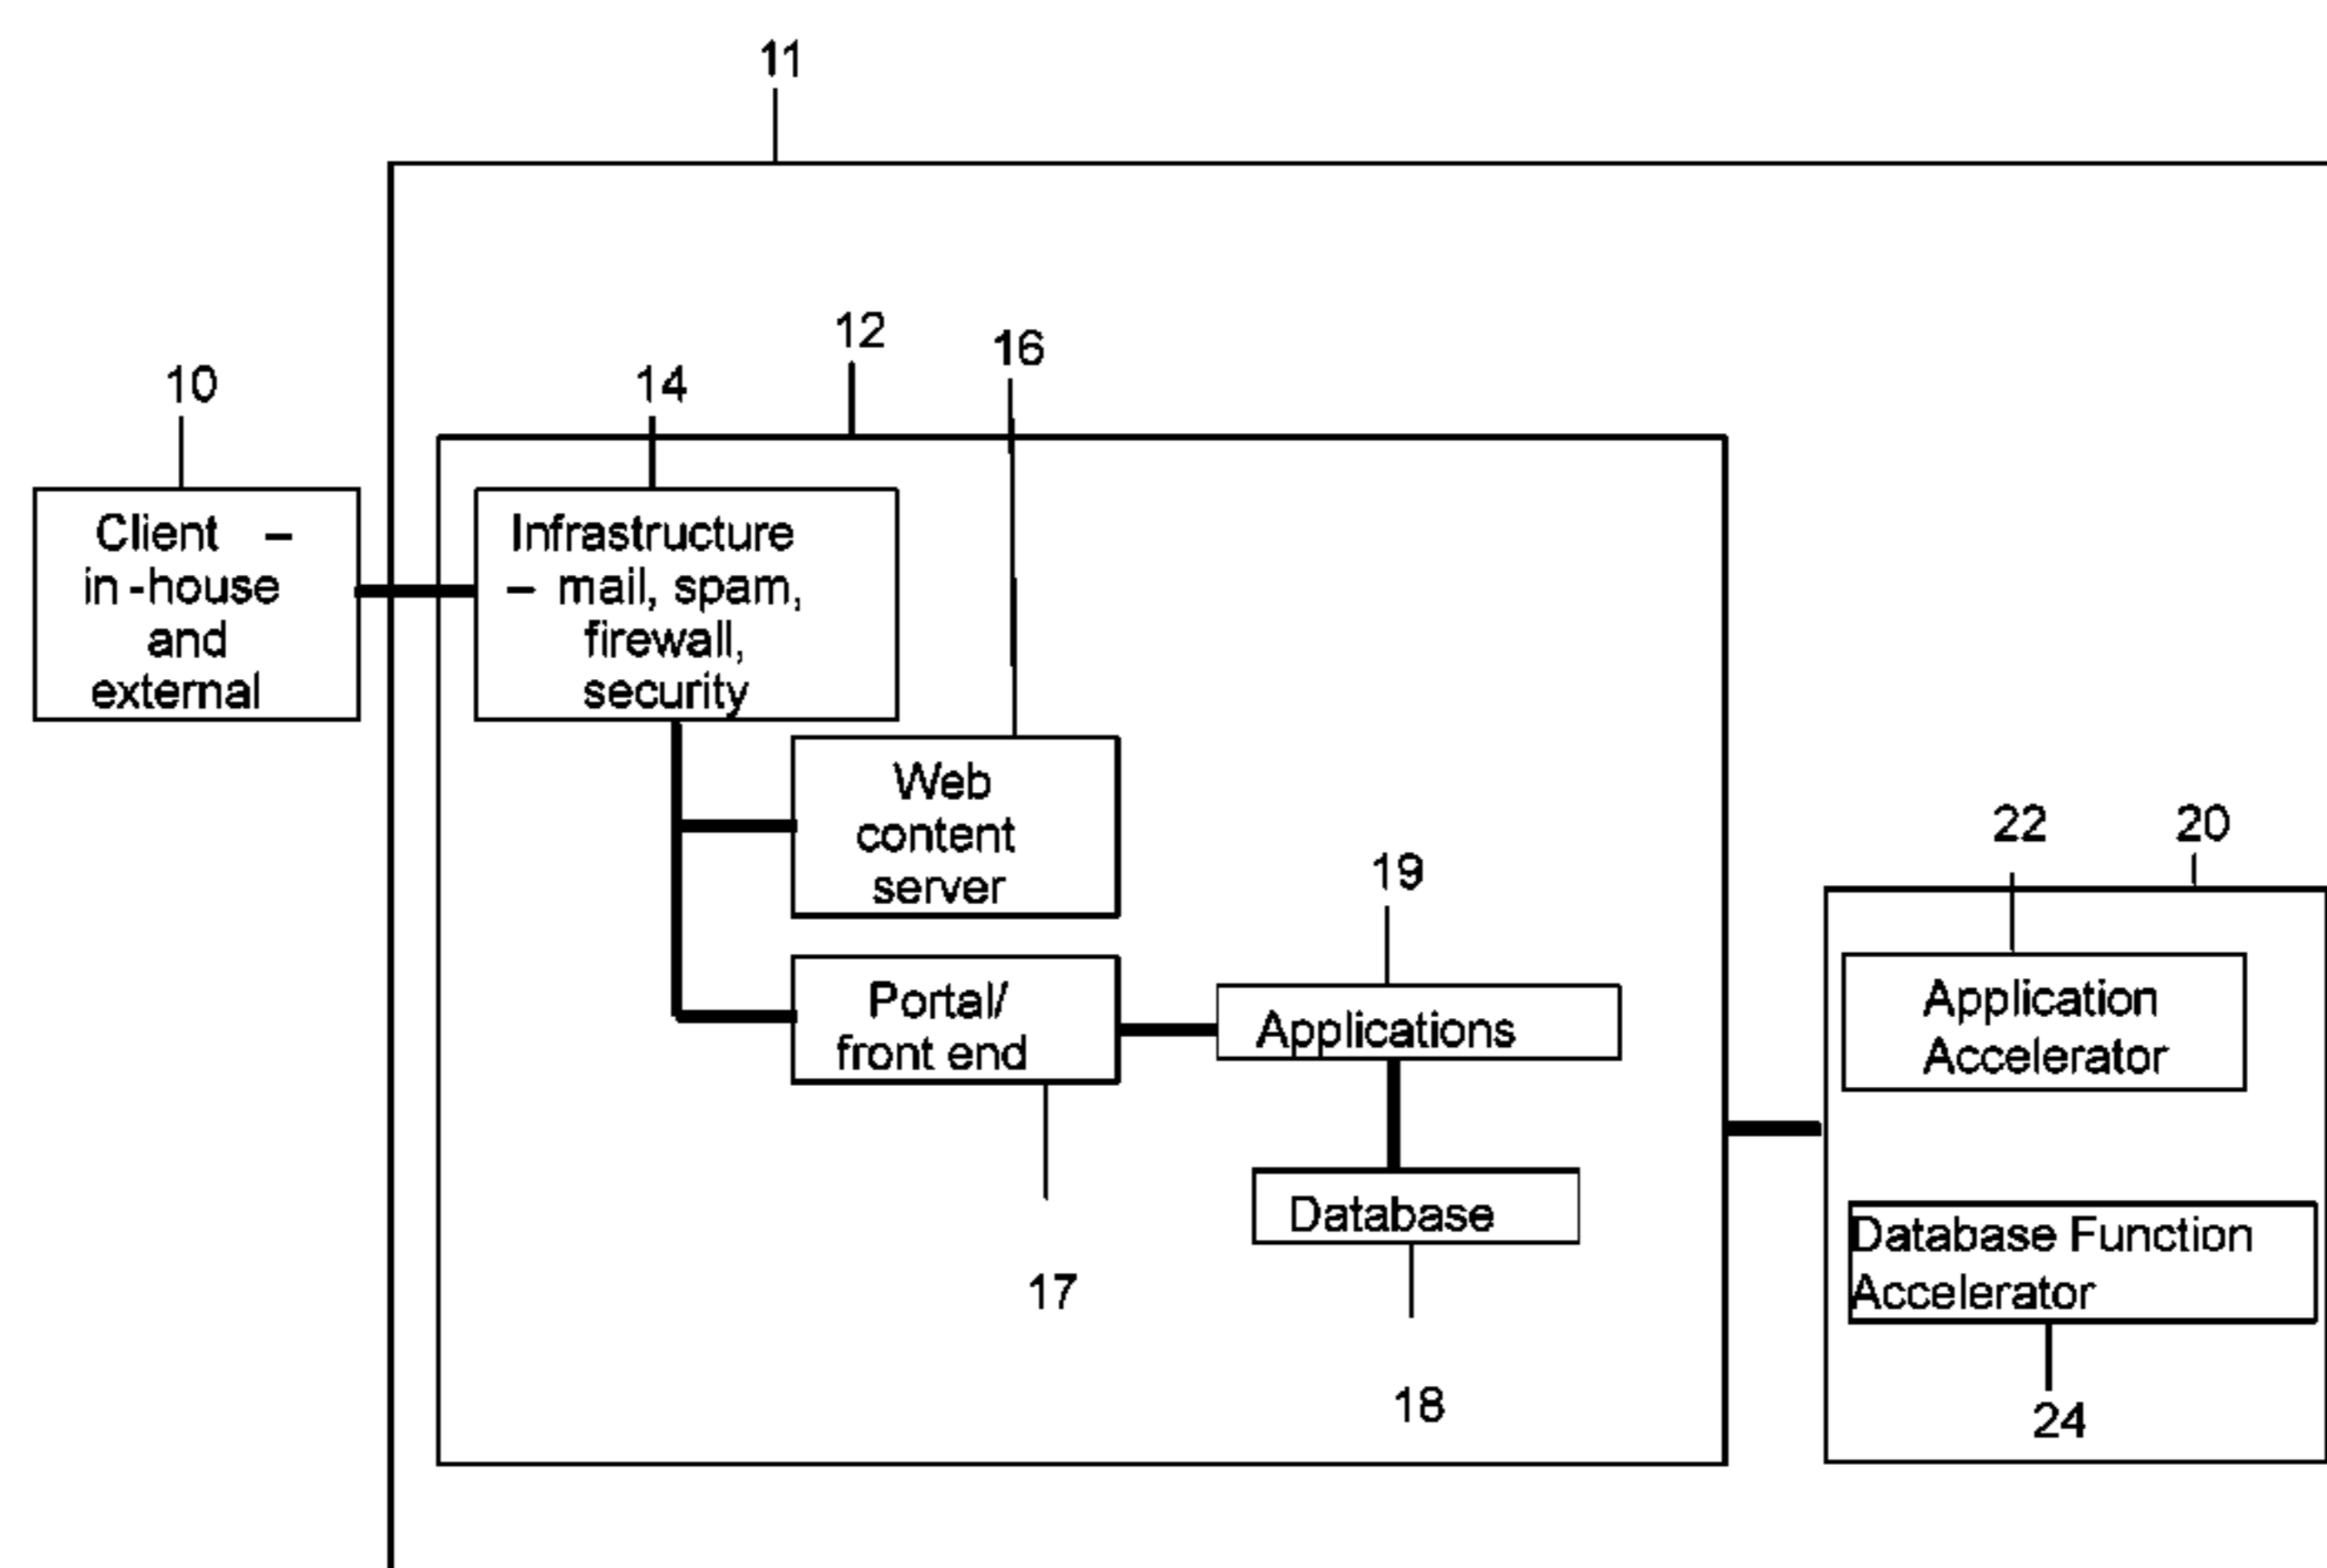 11
12
16
10
14
Client –
in -house
and
external
Infrastructure
– mail, spam,
firewall,
security
Web
content
server
22
20
19
Portal/
front end
Applications
Application
Accelerator
Database
Database Function
Accelerator
17
18
24